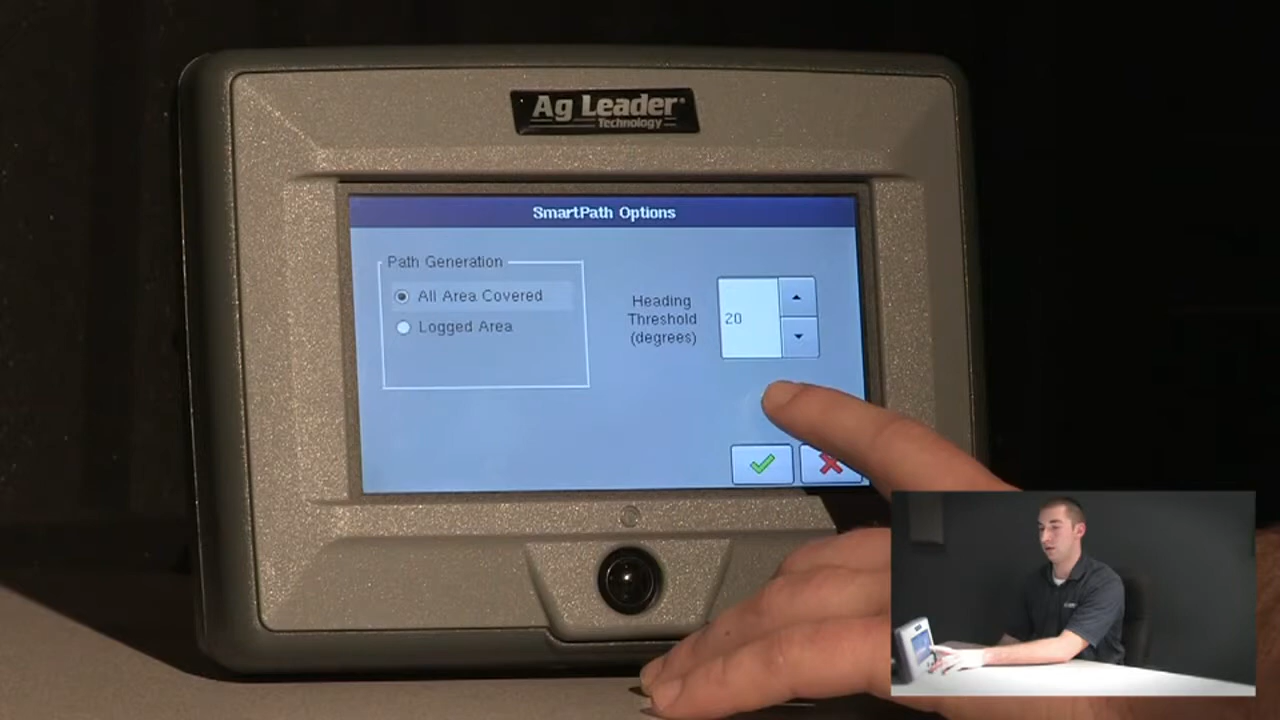 Ag Leader
Technology
SmartPath Options
Path Generation
All Area Covered
Logged Area
Heading
Threshold
(degrees)
20